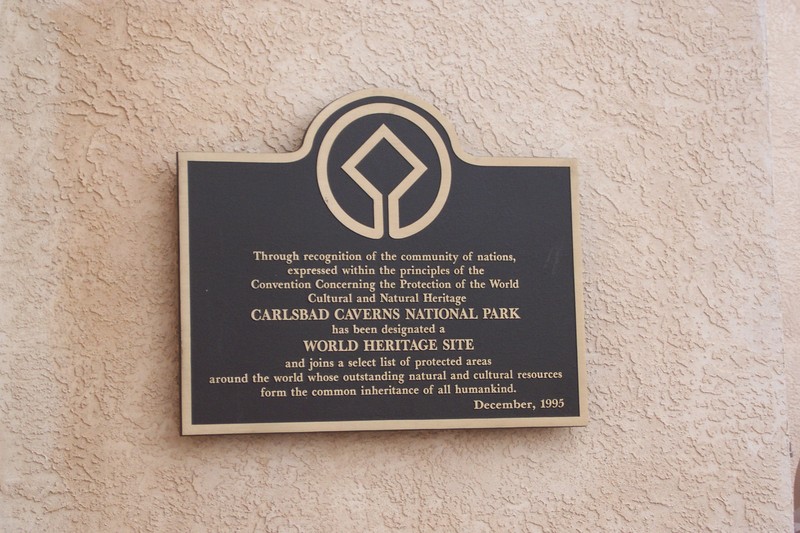 Through recognition of the community of nations,
expressed within the principles of the
Convention Concerning the Protection of the World
Cultural and Natural Heritage
CARLSBAD CAVERNS NATIONAL PARK
has been designated a
WORLD HERITAGE SITE
and joins a select list of protected areas
around the world whose outstanding natural and cultural resources
form the common inheritance of all humankind.
December, 1995